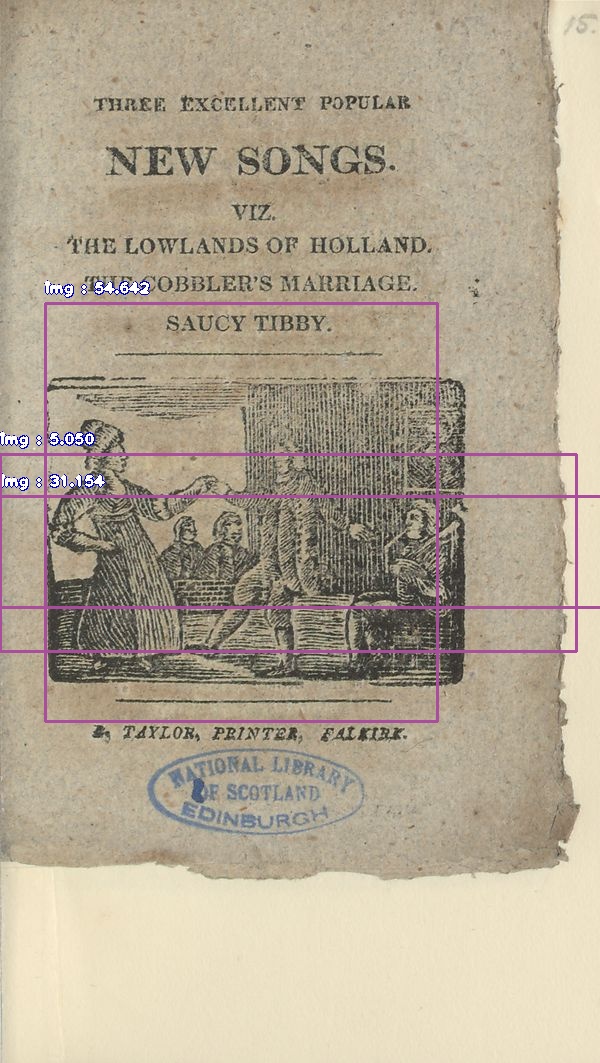 15.
THREE EXCELLENT POPULAR
NEW SONGS.
VIZ.
THE LOWLANDS OF HOLLAND.
THE COBBLER'S MARRIAGE.
Img : 54.642
SAUCY TIBBY.
Img : 5.050
Img : 31.154
TAYLOR, PRINTER, FALKIRK.
NATIONAL LIBRARY
OF SCOTLAND
EDINBURGH